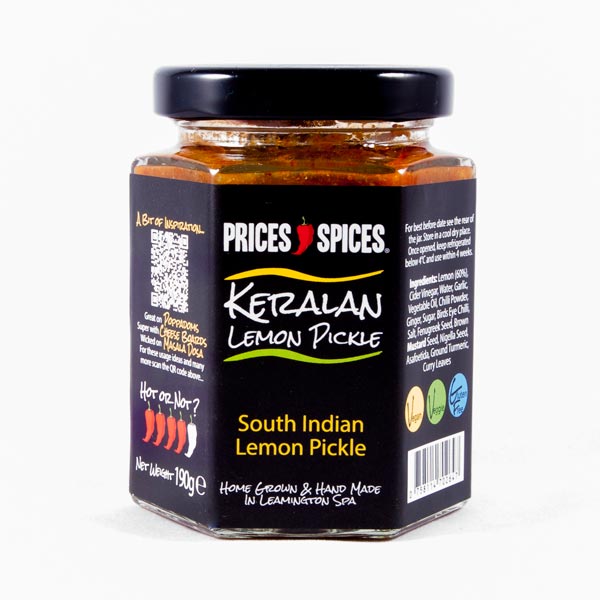 A Bit of Inspiration...
Great on Poppadoms
Super with Cheese Boards
Wicked on Masala Dosa
For these usage ideas and many
more scan the QR code above...
Hot or Not?
Net Weight 190g ℮
PRICES SPICES®
Keralan
Lemon Pickle
South Indian
Lemon Pickle
Home Grown & Hand Made
In Leamington Spa
For best before date see the rear of
the jar. Store in a cool dry place.
Once opened, keep refrigerated
below 4°C and use within 4 weeks.
Ingredients: Lemon (60%),
Cider Vinegar, Water, Garlic,
Vegetable Oil, Chilli Powder,
Ginger, Sugar, Birds Eye Chilli,
Salt, Fenugreek Seed, Brown
Mustard Seed, Nigella Seed,
Asafoetida, Ground Turmeric,
Curry Leaves
Vegan
Veggie
Gluten
Free